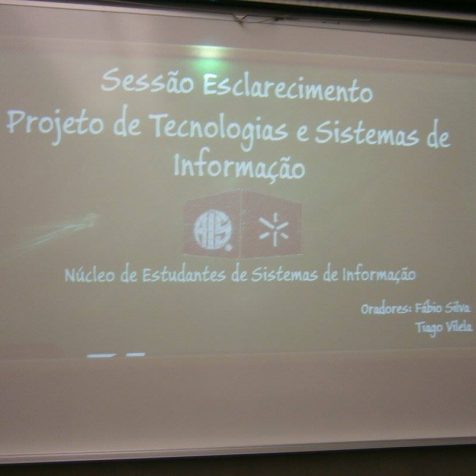 Sessão Esclarecimento
Projeto de Tecnologias e Sistemas de
Informação
AIS
Núcleo de Estudantes de Sistemas de Informação
Oradores: Fábio Silva
Tiago Vilela